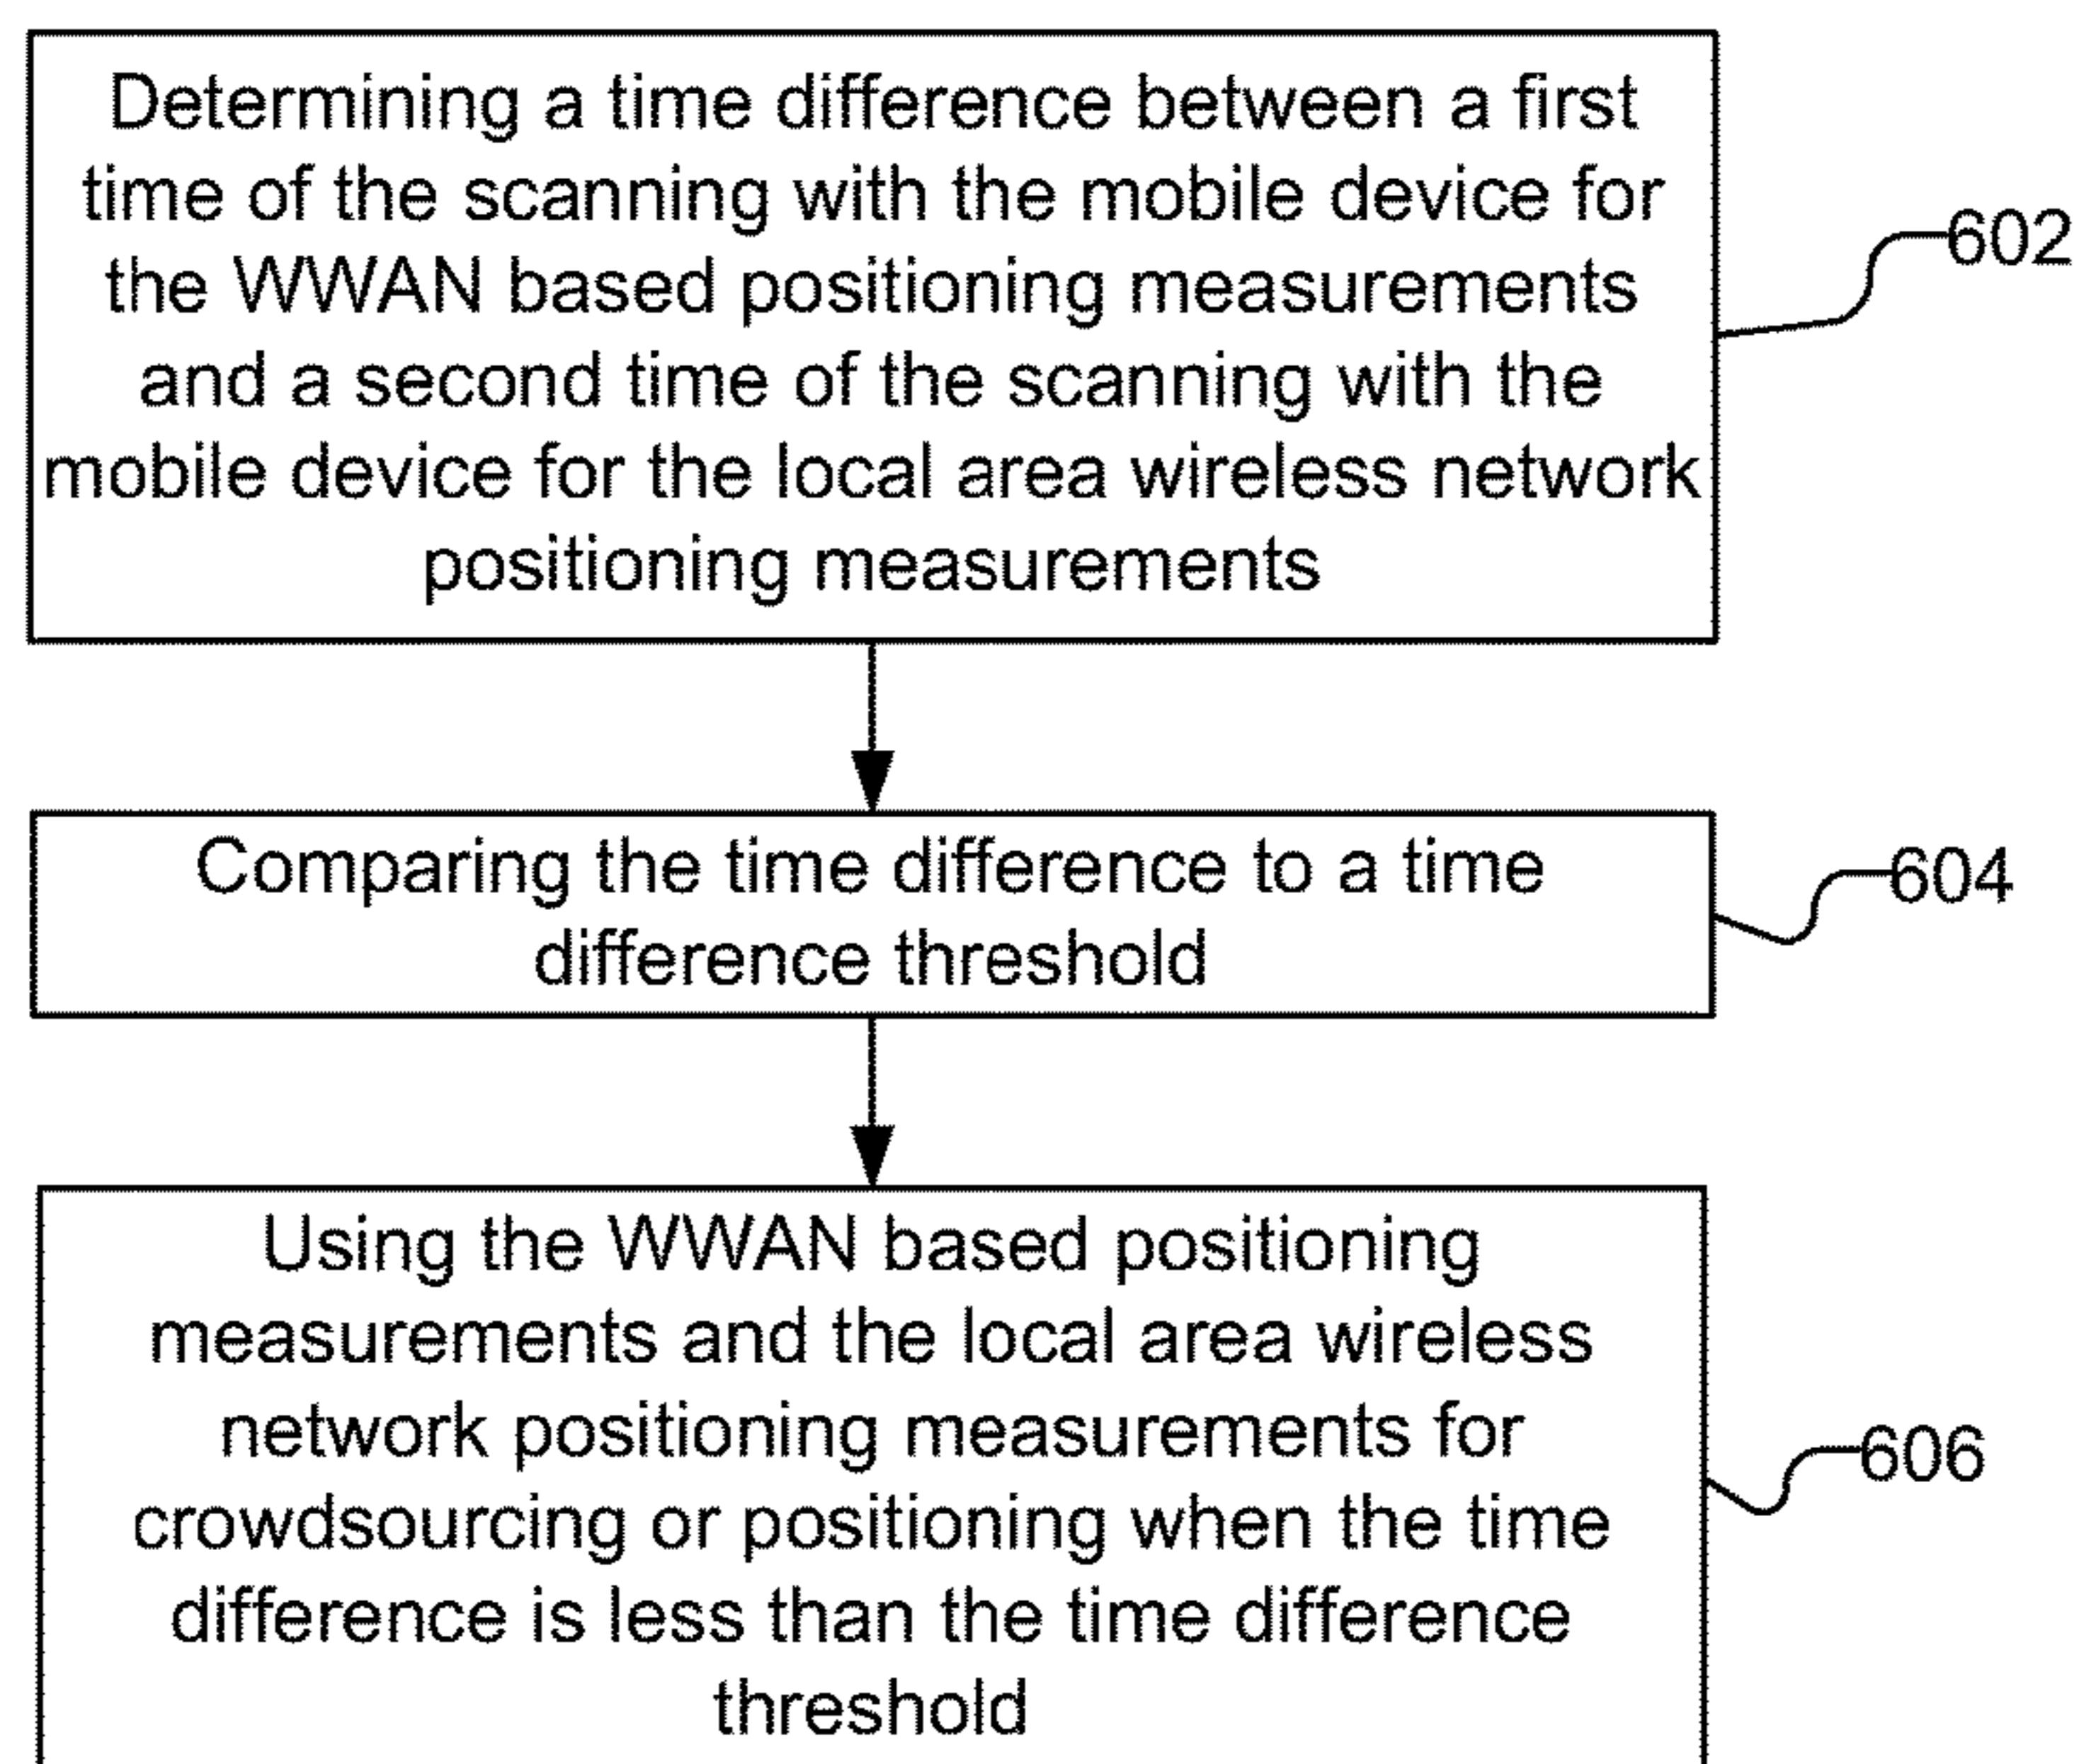 Determining a time difference between a first
time of the scanning with the mobile device for
the WWAN based positioning measurements
and a second time of the scanning with the
mobile device for the local area wireless network
positioning measurements
602
Comparing the time difference to a time
difference threshold
604
Using the WWAN based positioning
measurements and the local area wireless
network positioning measurements for
crowdsourcing or positioning when the time
difference is less than the time difference
threshold
606